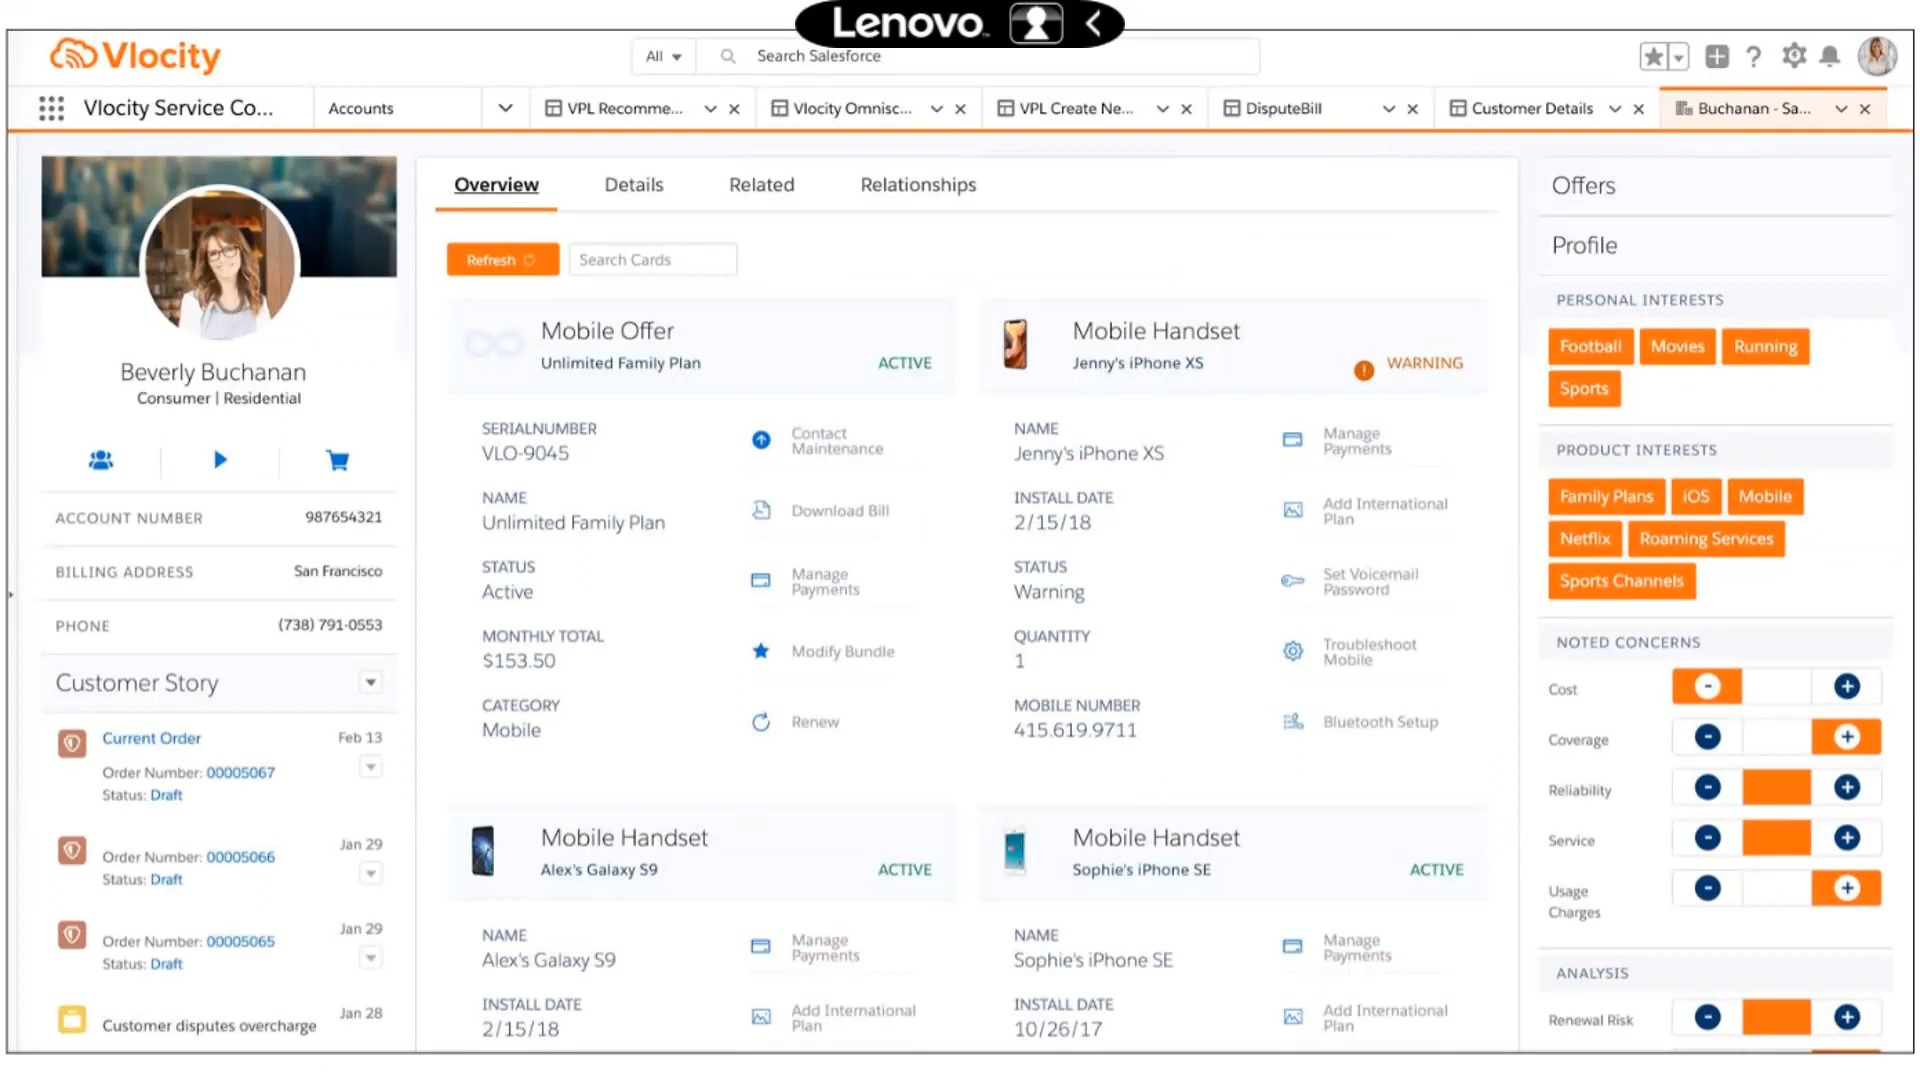 Lenovo
Vlocity
All
Search Salesforce
Vlocity Service Co...
Accounts
VPL Recomme...
Vlocity Omnisc...
VPL Create Ne...
DisputeBill
Customer Details
Buchanan - Sa...
Beverly Buchanan
Consumer | Residential
ACCOUNT NUMBER 987654321
BILLING ADDRESS San Francisco
PHONE (738) 791-0553
Customer Story
Current Order Feb 13
Order Number: 00005067
Status: Draft
Jan 29
Order Number: 00005066
Status: Draft
Jan 29
Order Number: 00005065
Status: Draft
Jan 28
Customer disputes overcharge
Overview Details Related Relationships
Refresh
Search Cards
Mobile Offer
Unlimited Family Plan ACTIVE
SERIALNUMBER
VLO-9045
NAME
Unlimited Family Plan
STATUS
Active
MONTHLY TOTAL
$153.50
CATEGORY
Mobile
Contact
Maintenance
Download Bill
Manage
Payments
Modify Bundle
Renew
Mobile Handset
Jenny's iPhone XS WARNING
NAME
Jenny's iPhone XS
INSTALL DATE
2/15/18
STATUS
Warning
QUANTITY
1
MOBILE NUMBER
415.619.9711
Manage
Payments
Add International
Plan
Set Voicemail
Password
Troubleshoot
Mobile
Bluetooth Setup
Mobile Handset
Alex's Galaxy S9 ACTIVE
NAME
Alex's Galaxy S9
INSTALL DATE
2/15/18
Manage
Payments
Add International
Plan
Mobile Handset
Sophie's iPhone SE ACTIVE
NAME
Sophie's iPhone SE
INSTALL DATE
10/26/17
Manage
Payments
Add International
Plan
Offers
Profile
PERSONAL INTERESTS
Football Movies Running
Sports
PRODUCT INTERESTS
Family Plans iOS Mobile
Netflix Roaming Services
Sports Channels
NOTED CONCERNS
Cost
Coverage
Reliability
Service
Usage
Charges
ANALYSIS
Renewal Risk